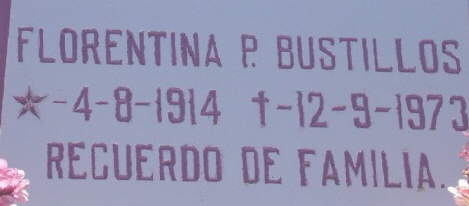 FLORENTINA P. BUSTILLOS
★-4-8-1914 †-12-9-1973
RECUERDO DE FAMILIA.